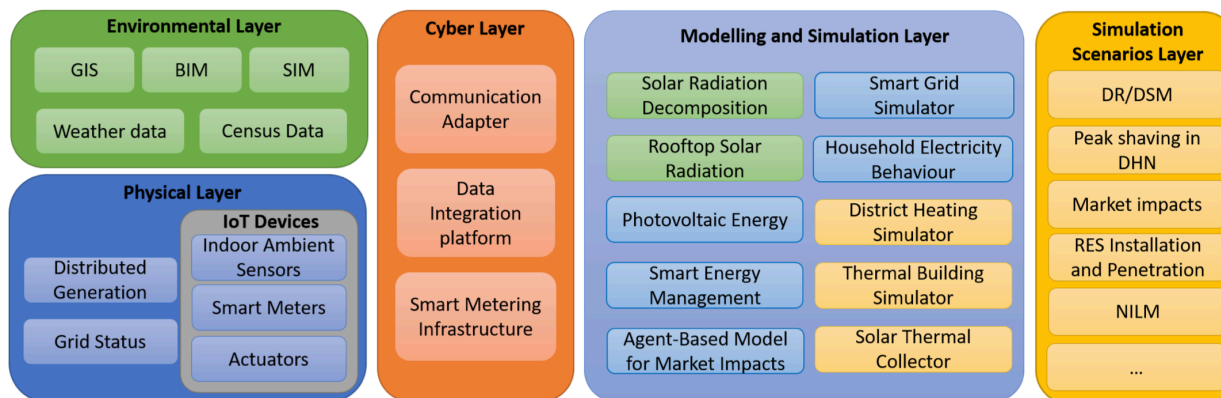 Environmental Layer
GIS
BIM
SIM
Weather data
Census Data
Physical Layer
Distributed
Generation
Grid Status
IoT Devices
Indoor Ambient
Sensors
Smart Meters
Actuators
Cyber Layer
Communication
Adapter
Data
Integration
platform
Smart Metering
Infrastructure
Modelling and Simulation Layer
Solar Radiation
Decomposition
Rooftop Solar
Radiation
Photovoltaic Energy
Smart Energy
Management
Agent-Based Model
for Market Impacts
Smart Grid
Simulator
Household Electricity
Behaviour
District Heating
Simulator
Thermal Building
Simulator
Solar Thermal
Collector
Simulation
Scenarios Layer
DR/DSM
Peak shaving in
DHN
Market impacts
RES Installation
and Penetration
NILM
...